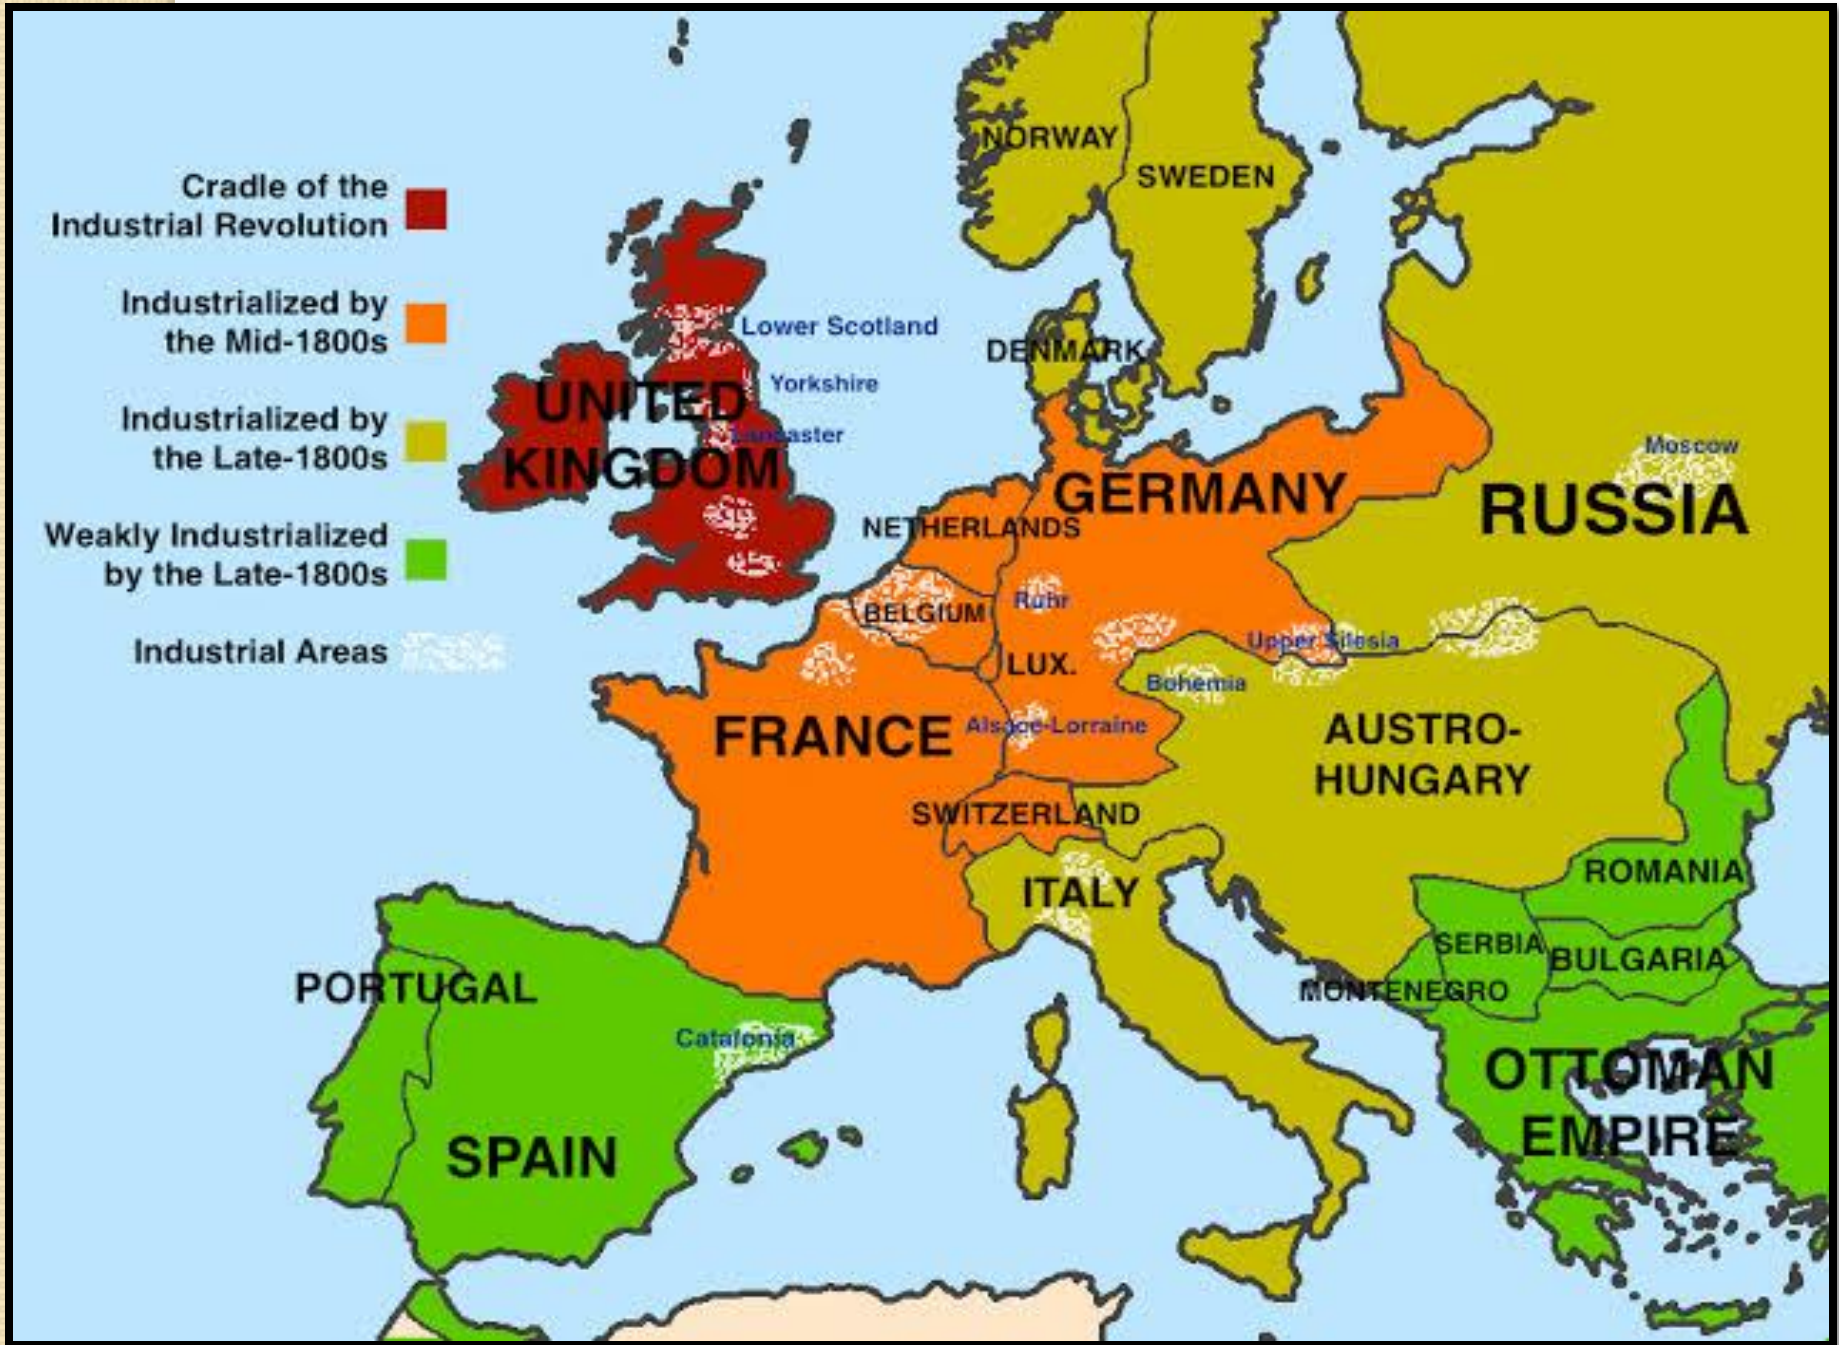 Cradle of the
Industrial Revolution
Industrialized by
the Mid-1800s
Industrialized by
the Late-1800s
Weakly Industrialized
by the Late-1800s
Industrial Areas
NORWAY
SWEDEN
DENMARK
Lower Scotland
Yorkshire
Lancaster
UNITED
KINGDOM
GERMANY
NETHERLANDS
BELGIUM
Ruhr
LUX.
Moscow
RUSSIA
Upper Silesia
Bohemia
FRANCE
Alsace-Lorraine
AUSTRO-
HUNGARY
SWITZERLAND
ITALY
ROMANIA
SERBIA
BULGARIA
MONTENEGRO
PORTUGAL
Catalonia
SPAIN
OTTOMAN
EMPIRE